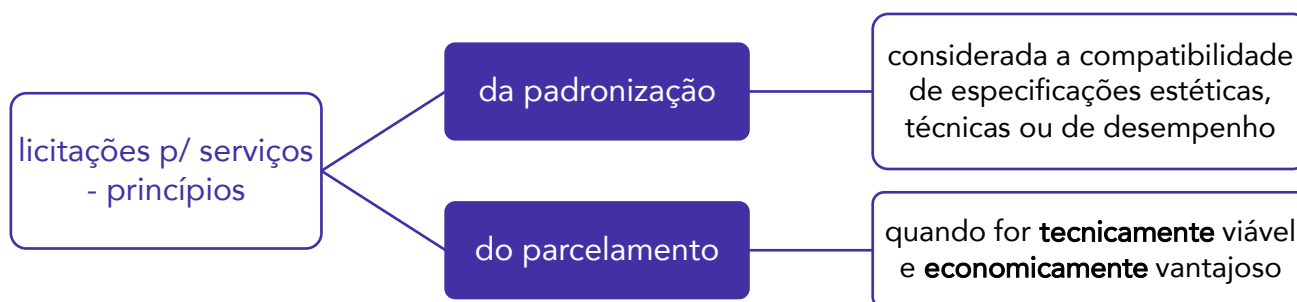 licitações p/ serviços
- princípios
da padronização
considerada a compatibilidade
de especificações estéticas,
técnicas ou de desempenho
do parcelamento
quando for tecnicamente viável
e economicamente vantajoso